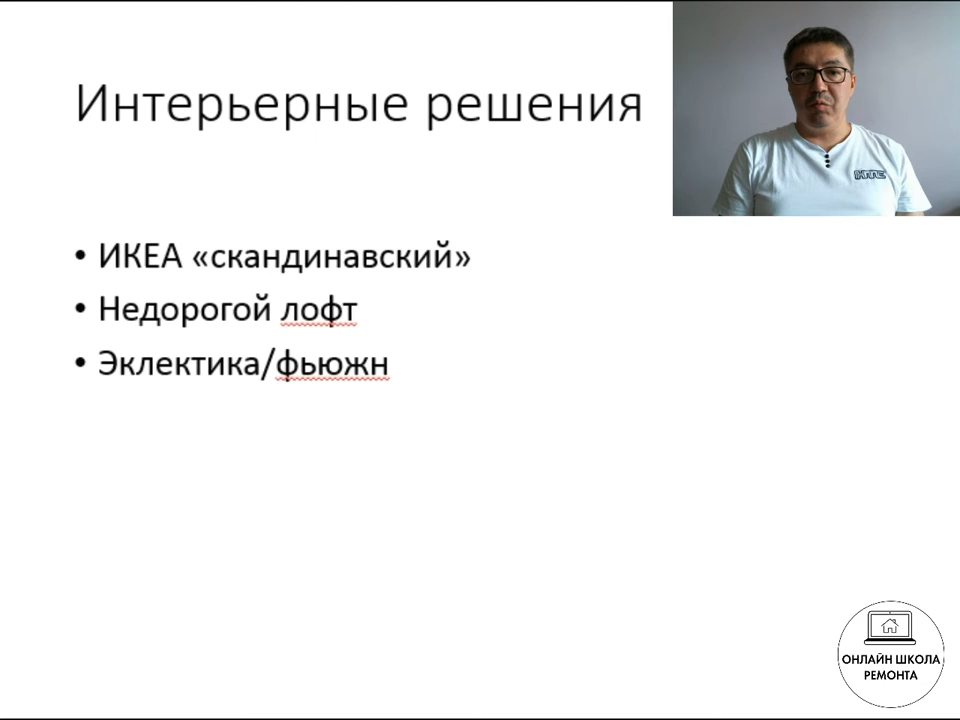 Интерьерные решения
• ИКЕА «скандинавский»
• Недорогой лофт
• Эклектика/фьюжн
ОНЛАЙН ШКОЛА
РЕМОНТА